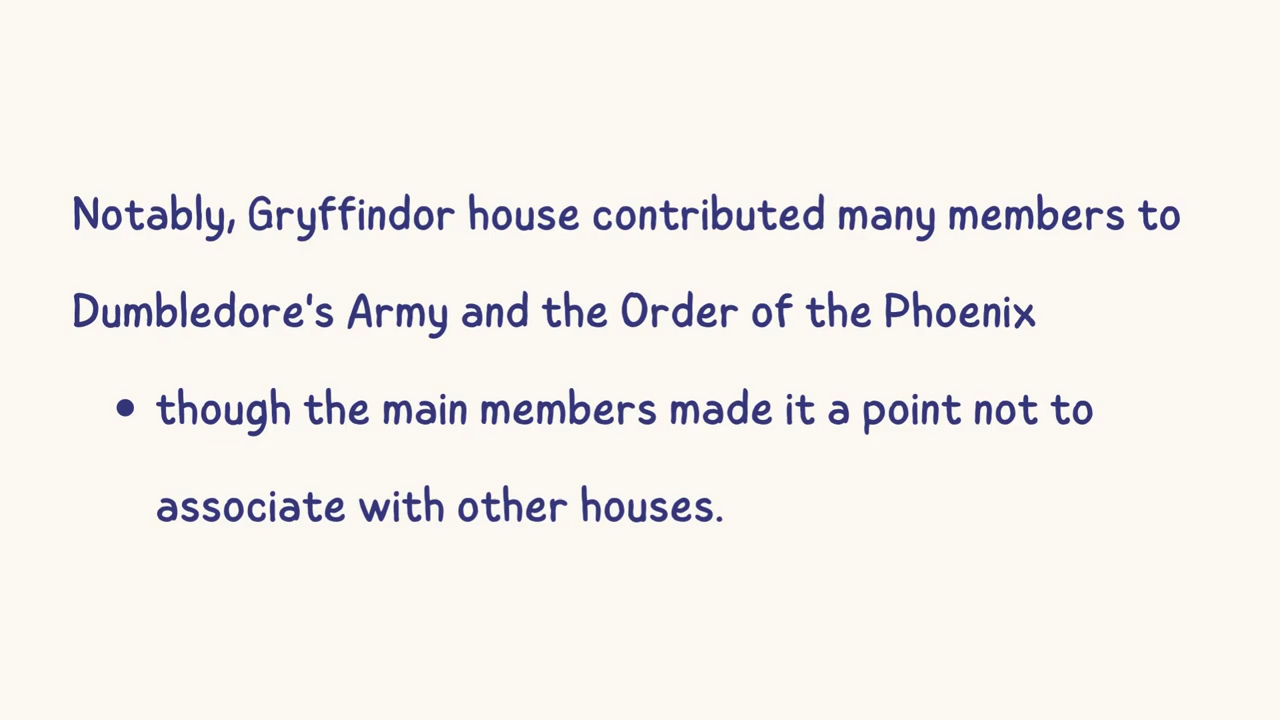 Notably, Gryffindor house contributed many members to
Dumbledore's Army and the Order of the Phoenix
• though the main members made it a point not to
associate with other houses.